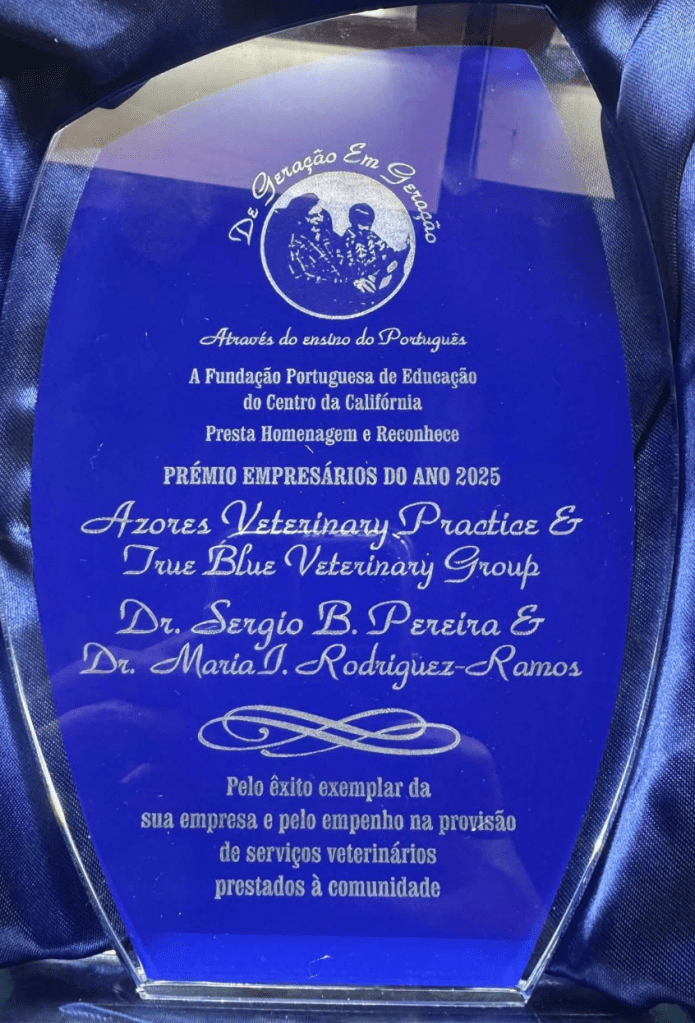 De Geração Em Geração
Através do ensino do Português
A Fundação Portuguesa de Educação
do Centro da Califórnia
Presta Homenagem e Reconhece
PRÉMIO EMPRESÁRIOS DO ANO 2025
Azores Veterinary Practice &
True Blue Veterinary Group
Dr. Sergio B. Pereira &
Dr. Maria I. Rodriguez-Ramos
Pelo êxito exemplar da
sua empresa e pelo empenho na provisão
de serviços veterinários
prestados à comunidade